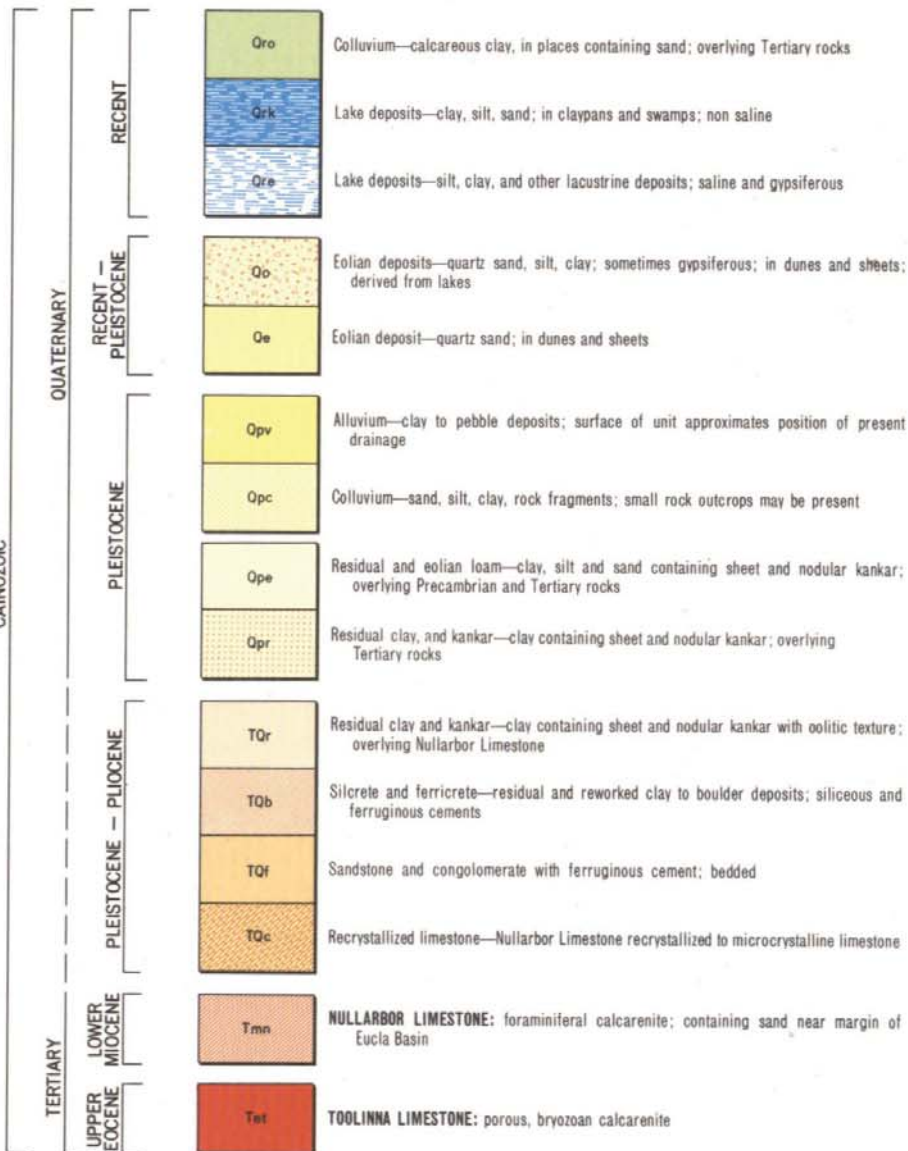 CAINOZOIC
QUATERNARY
TERTIARY
RECENT
Qro
Colluvium—calcareous clay, in places containing sand; overlying Tertiary rocks
Qrk
Lake deposits—clay, silt, sand; in claypans and swamps; non saline
Qre
Lake deposits—silt, clay, and other lacustrine deposits; saline and gypsiferous
RECENT –
PLEISTOCENE
Qo
Eolian deposits—quartz sand, silt, clay; sometimes gypsiferous; in dunes and sheets;
derived from lakes
Qe
Eolian deposit—quartz sand; in dunes and sheets
PLEISTOCENE
Qpv
Alluvium—clay to pebble deposits; surface of unit approximates position of present
drainage
Qpc
Colluvium—sand, silt, clay, rock fragments; small rock outcrops may be present
Qpe
Residual and eolian loam—clay, silt and sand containing sheet and nodular kankar;
overlying Precambrian and Tertiary rocks
Qpr
Residual clay, and kankar—clay containing sheet and nodular kankar; overlying
Tertiary rocks
PLEISTOCENE – PLIOCENE
TQr
Residual clay and kankar—clay containing sheet and nodular kankar with oolitic texture;
overlying Nullarbor Limestone
TQb
Silcrete and ferricrete—residual and reworked clay to boulder deposits; siliceous and
ferruginous cements
TQf
Sandstone and congolomerate with ferruginous cement; bedded
TQc
Recrystallized limestone—Nullarbor Limestone recrystallized to microcrystalline limestone
LOWER
MIOCENE
Tmn
NULLARBOR LIMESTONE: foraminiferal calcarenite; containing sand near margin of
Eucla Basin
UPPER
EOCENE
Tet
TOOLINNA LIMESTONE: porous, bryozoan calcarenite